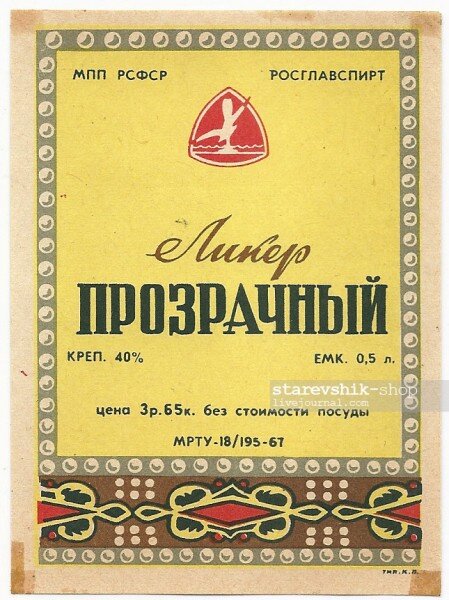 МПП РСФСР РОСГЛАВСПИРТ
Ликер
ПРОЗРАЧНЫЙ
КРЕП. 40% ЕМК. 0,5 л.
starevshik-shop
livejournal.com
цена 3р.65к. без стоимости посуды
МРТУ-18/195-67
ТИП. К. Л.